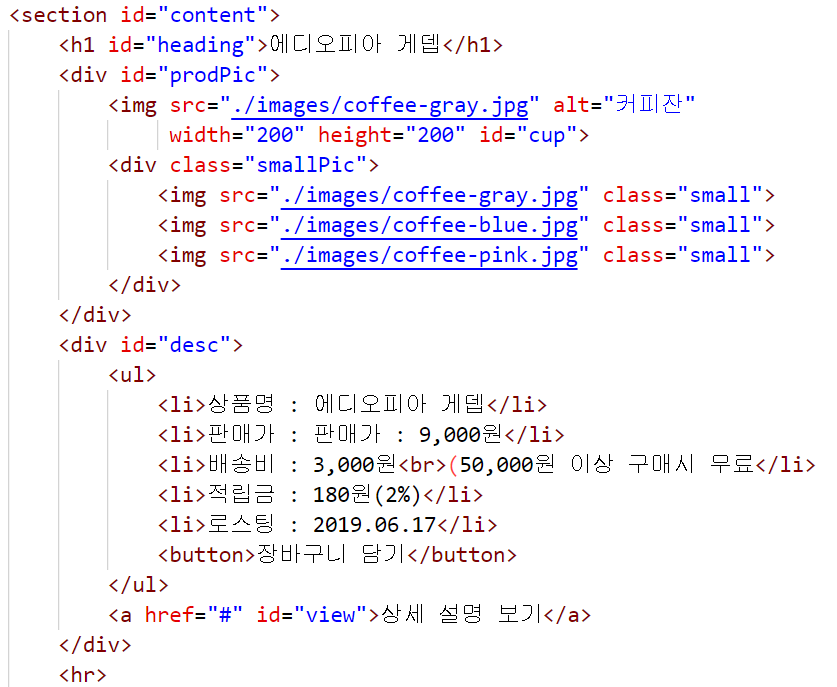 <section id="content">
<h1 id="heading">에디오피아 게뎁</h1>
<div id="prodPic">
<img src="./images/coffee-gray.jpg" alt="커피잔"
width="200" height="200" id="cup">
<div class="smallPic">
<img src="./images/coffee-gray.jpg" class="small">
<img src="./images/coffee-blue.jpg" class="small">
<img src="./images/coffee-pink.jpg" class="small">
</div>
</div>
<div id="desc">
<ul>
<li>상품명 : 에디오피아 게뎁</li>
<li>판매가 : 판매가 : 9,000원</li>
<li>배송비 : 3,000원<br>(50,000원 이상 구매시 무료</li>
<li>적립금 : 180원(2%)</li>
<li>로스팅 : 2019.06.17</li>
<button>장바구니 담기</button>
</ul>
<a href="#" id="view">상세 설명 보기</a>
</div>
<hr>